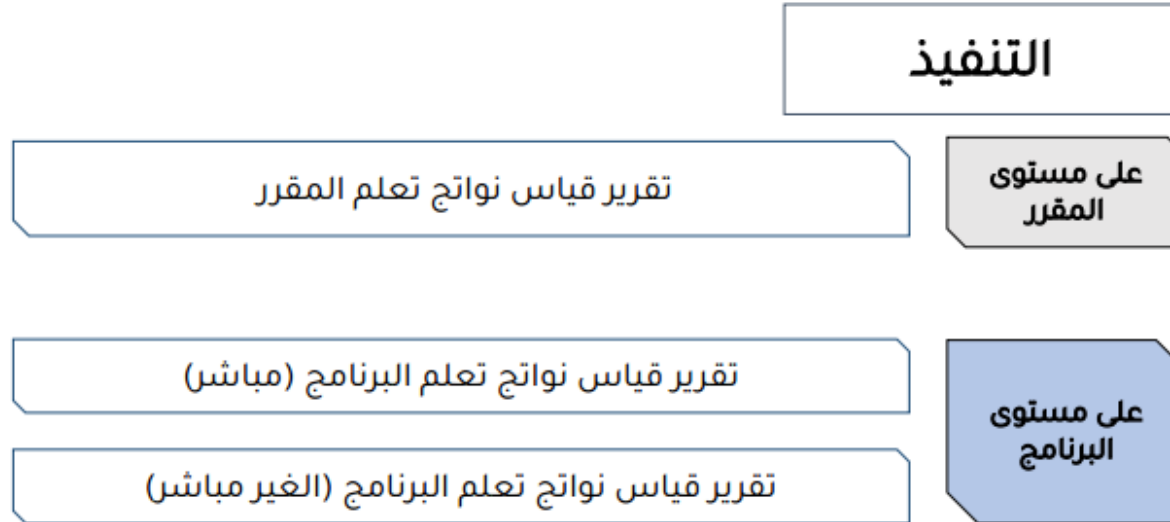 التنفيذ
على مستوى
المقرر
تقرير قياس نواتج تعلم المقرر
على مستوى
البرنامج
تقرير قياس نواتج تعلم البرنامج (مباشر)
تقرير قياس نواتج تعلم البرنامج (الغير مباشر)